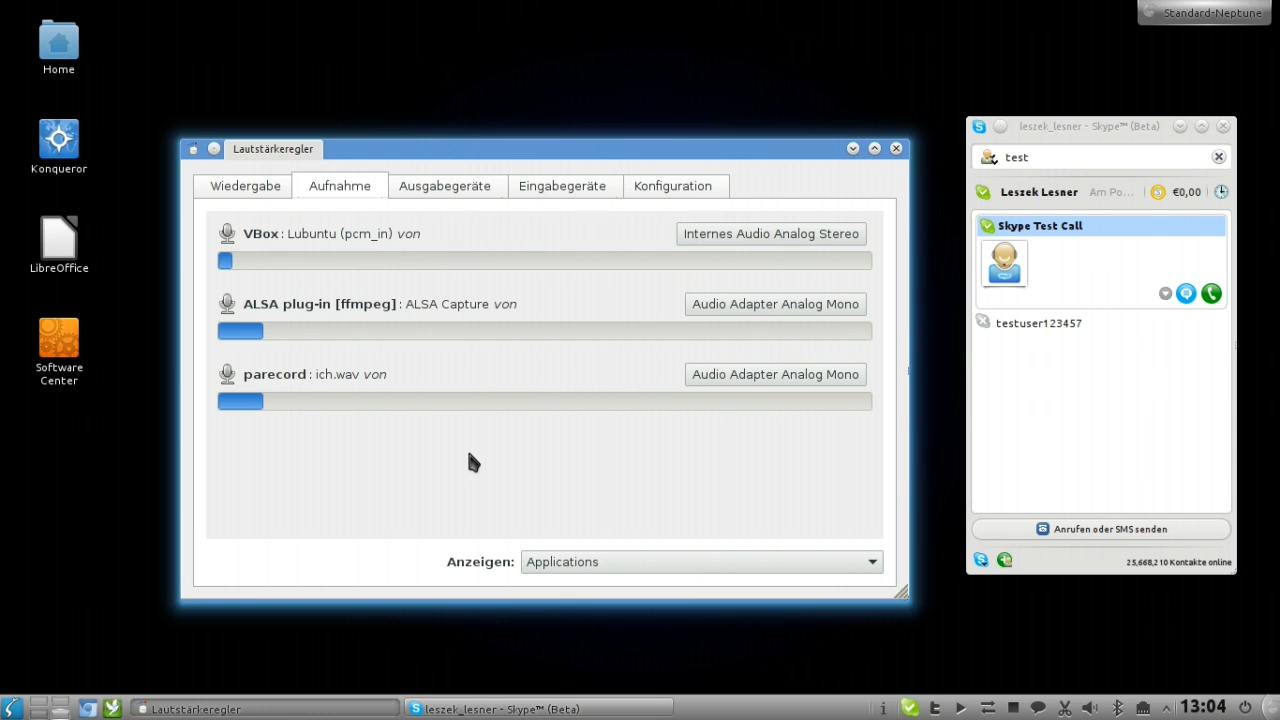 Standard-Neptune
Home
Konqueror
LibreOffice
Software
Center
Lautstärkeregler
Wiedergabe
Aufnahme
Ausgabegeräte
Eingabegeräte
Konfiguration
VBox: Lubuntu (pcm_in) von
Internes Audio Analog Stereo
ALSA plug-in [ffmpeg]: ALSA Capture von
Audio Adapter Analog Mono
parecord: ich.wav von
Audio Adapter Analog Mono
Anzeigen:
Applications
leszek_lesner - Skype™ (Beta)
test
Leszek Lesner
Am Po...
€0,00
Skype Test Call
testuser123457
Anrufen oder SMS senden
25,668,210 Kontakte online
Lautstärkeregler
leszek_lesner - Skype™ (Beta)
13:04